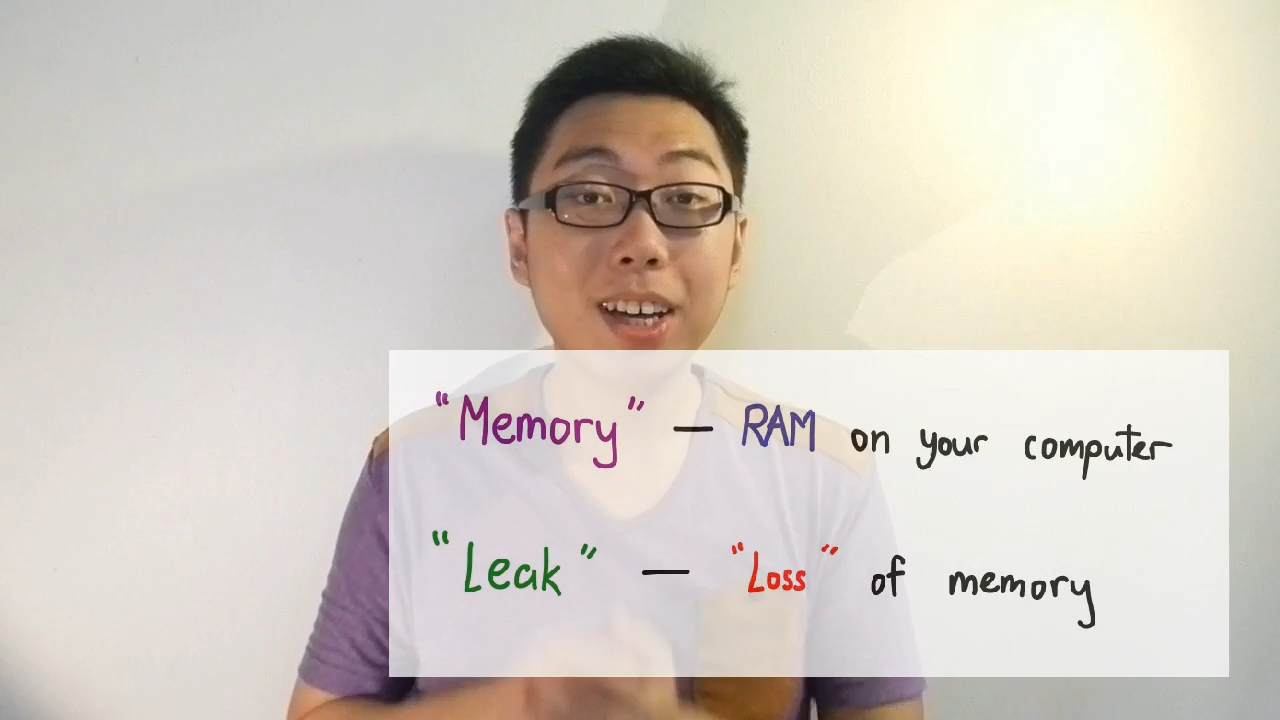 "Memory" — RAM on your computer
"Leak" — "Loss" of memory